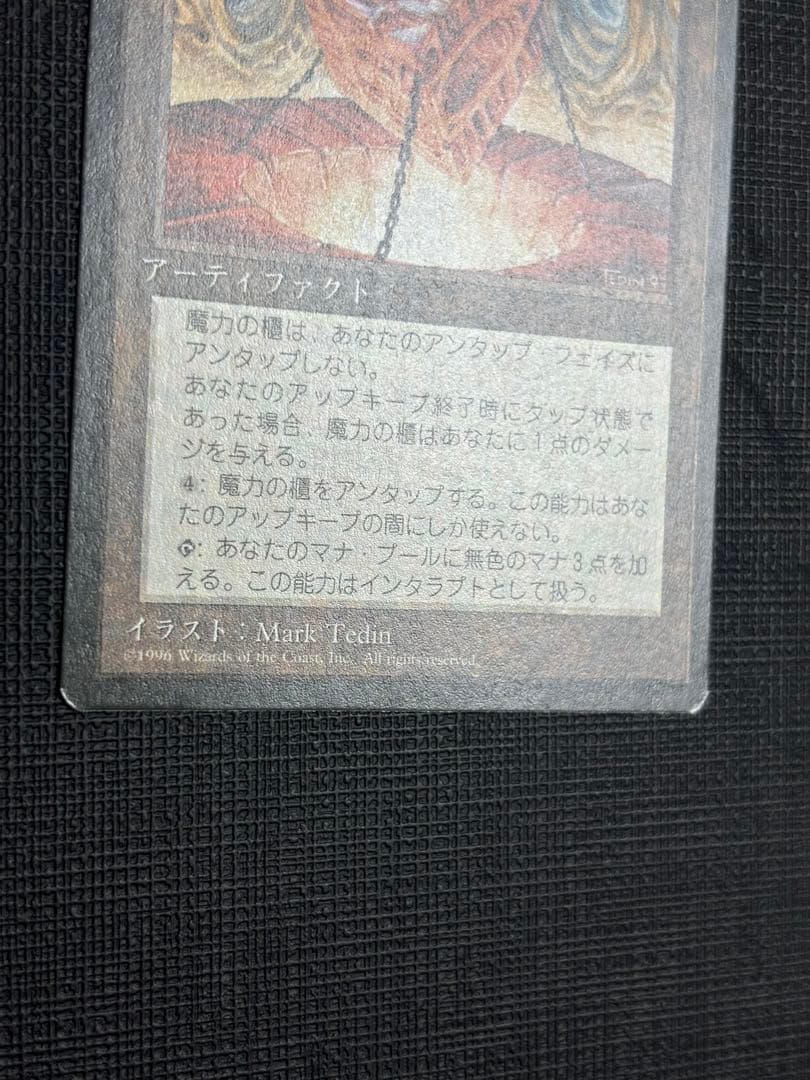 TEDIN 95
アーティファクト
魔力の櫃は、あなたのアンタップ・フェイズに
アンタップしない。
あなたのアップキープ終了時にタップ状態で
あった場合、魔力の櫃はあなたに1点のダメー
ジを与える。
4: 魔力の櫃をアンタップする。この能力はあな
たのアップキープの間にしか使えない。
: あなたのマナ・プールに無色のマナ3点を加
える。この能力はインタラプトとして扱う。
イラスト：Mark Tedin
©1996 Wizards of the Coast, Inc. All rights reserved.